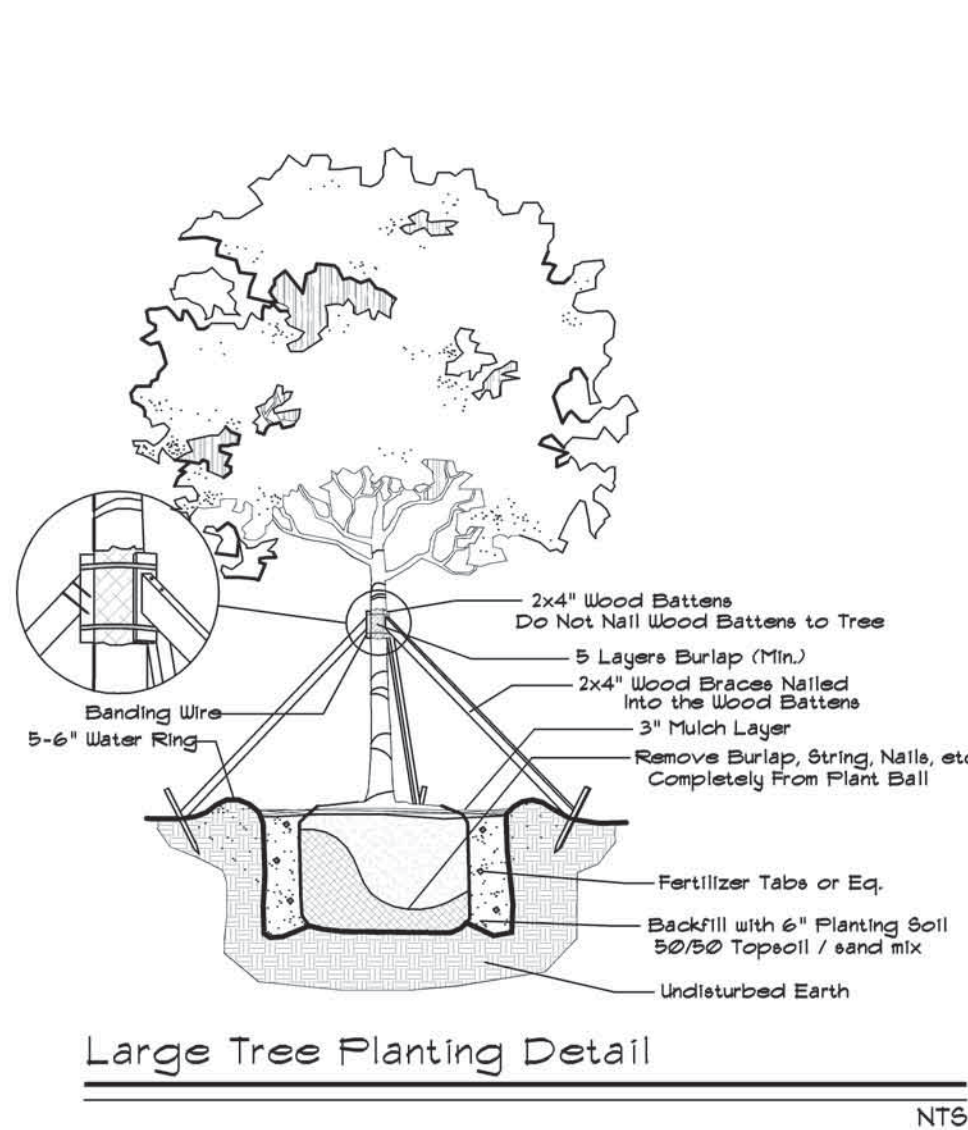 2x4" Wood Battens
Do Not Nail Wood Battens to Tree
5 Layers Burlap (Min.)
2x4" Wood Braces Nailed
Into the Wood Battens
Banding Wire
3" Mulch Layer
5-6" Water Ring
Remove Burlap, String, Nails, etc
Completely From Plant Ball
Fertilizer Tabs or Eq.
Backfill with 6" Planting Soil
50/50 Topsoil / sand mix
Undisturbed Earth
Large Tree Planting Detail
NTS